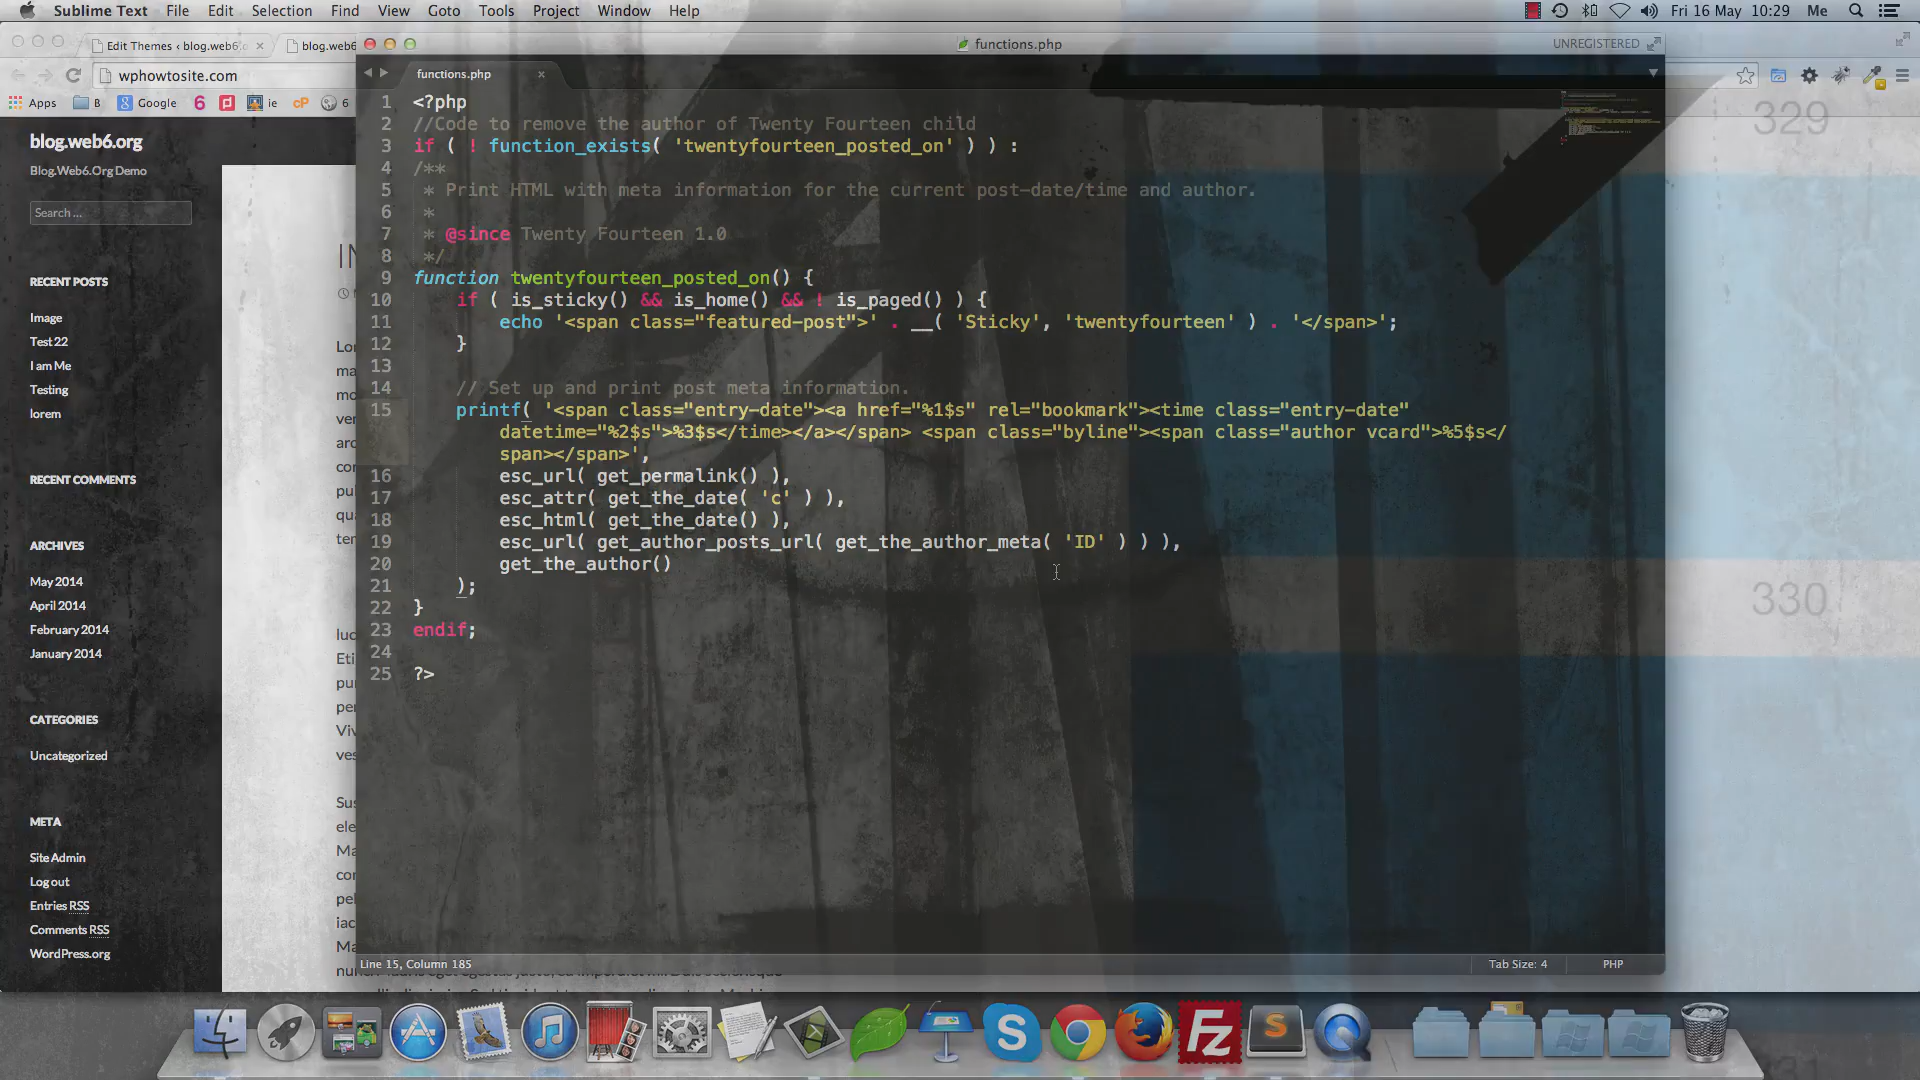 Sublime Text File Edit Selection Find View Goto Tools Project Window Help Fri 16 May 10:29 Me
Edit Themes ‹ blog.web6.
blog.web6
functions.php UNREGISTERED
wphowtosite.com
functions.php
Apps B Google 6 ie cP 6
blog.web6.org
Blog.Web6.Org Demo
Search ...
RECENT POSTS
Image
Test 22
I am Me
Testing
lorem
RECENT COMMENTS
ARCHIVES
May 2014
April 2014
February 2014
January 2014
CATEGORIES
Uncategorized
META
Site Admin
Log out
Entries RSS
Comments RSS
WordPress.org
1 <?php
2 //Code to remove the author of Twenty Fourteen child
3 if ( ! function_exists( 'twentyfourteen_posted_on' ) ) :
4 /**
5 * Print HTML with meta information for the current post-date/time and author.
6 *
7 * @since Twenty Fourteen 1.0
8 */
9 function twentyfourteen_posted_on() {
10 if ( is_sticky() && is_home() && ! is_paged() ) {
11 echo '<span class="featured-post">' . __( 'Sticky', 'twentyfourteen' ) . '</span>';
12 }
13
14 // Set up and print post meta information.
15 printf( '<span class="entry-date"><a href="%1$s" rel="bookmark"><time class="entry-date"
datetime="%2$s">%3$s</time></a></span> <span class="byline"><span class="author vcard">%5$s</
span></span>',
16 esc_url( get_permalink() ),
17 esc_attr( get_the_date( 'c' ) ),
18 esc_html( get_the_date() ),
19 esc_url( get_author_posts_url( get_the_author_meta( 'ID' ) ) ),
20 get_the_author()
21 );
22 }
23 endif;
24
25 ?>
329
330
Line 15, Column 185 Tab Size: 4 PHP